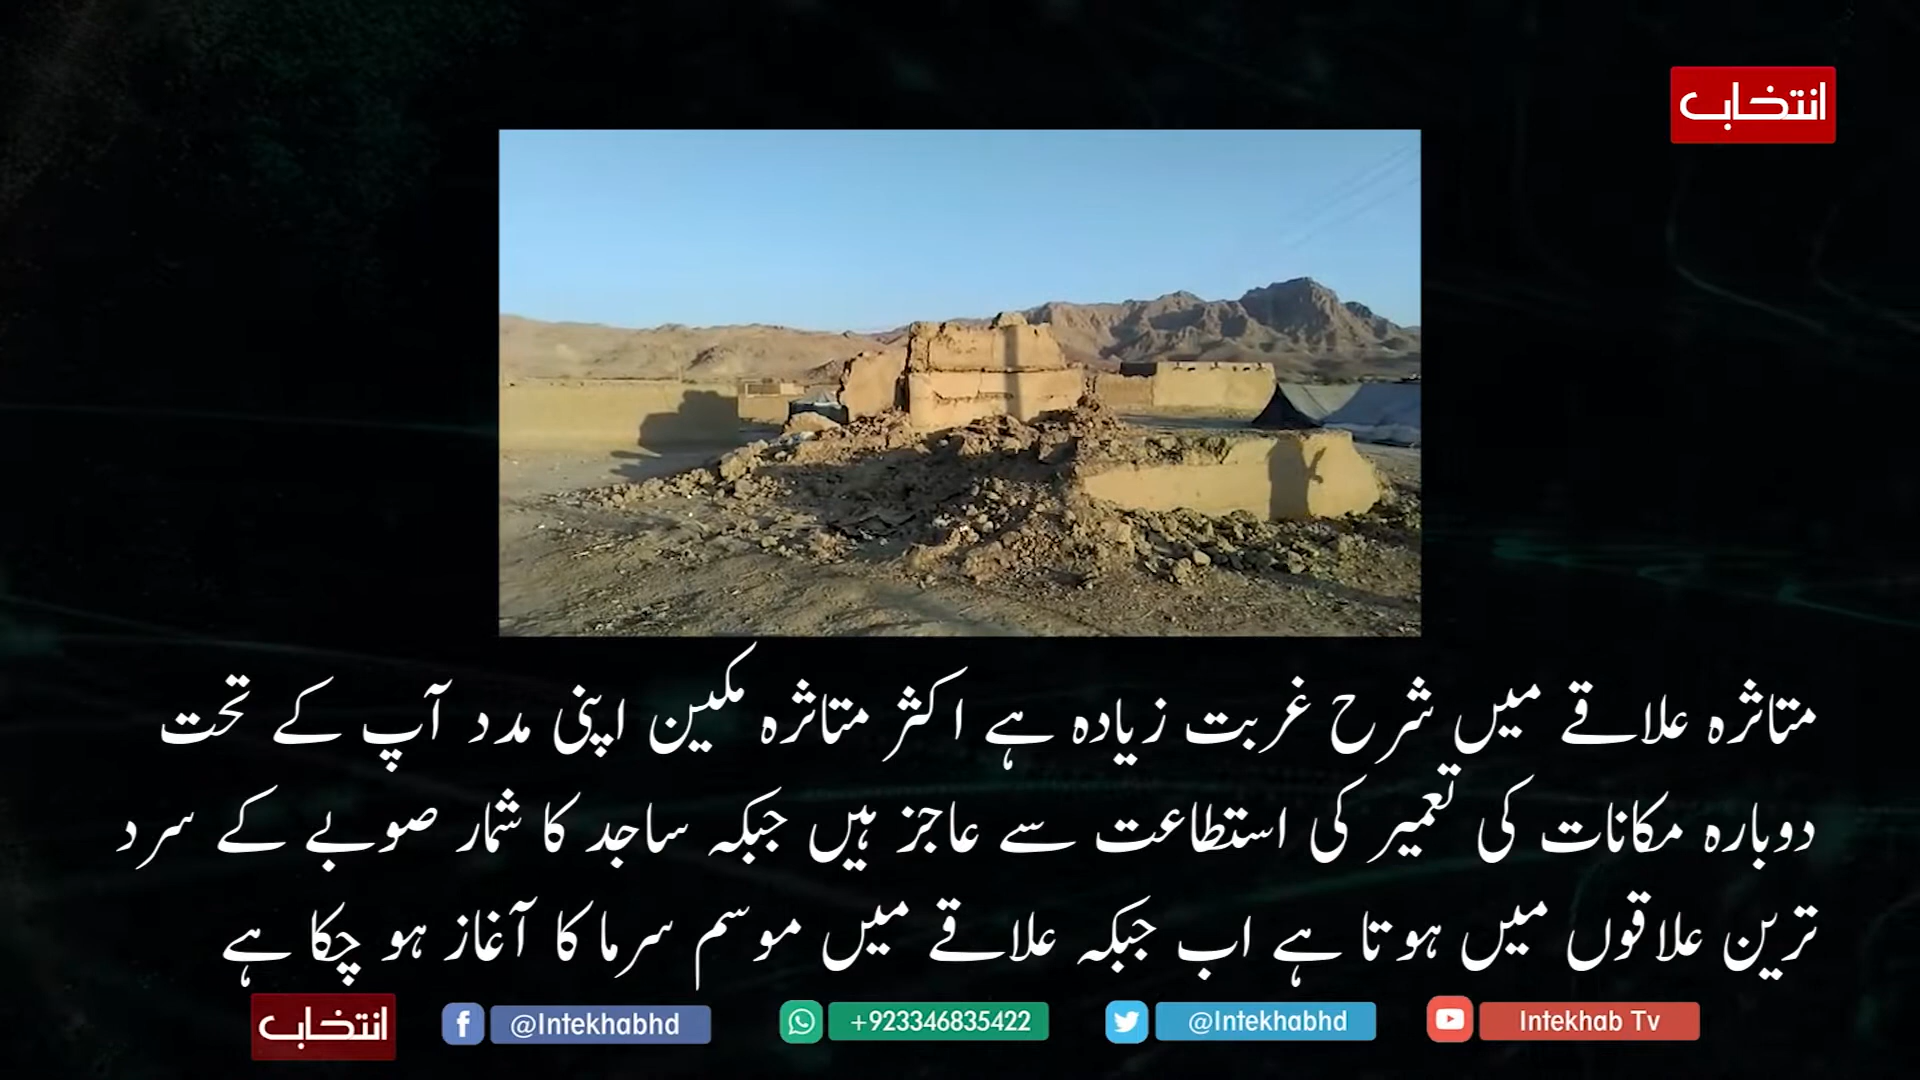 انتخاب
متاثرہ علاقے میں شرح غربت زیادہ ہے اکثر متاثرہ مکین اپنی مدد آپ کے تحت
دوبارہ مکانات کی تعمیر کی استطاعت سے عاجز ہیں جبکہ ساجد کا شمار صوبے کے سرد
ترین علاقوں میں ہوتا ہے اب جبکہ علاقے میں موسم سرما کا آغاز ہو چکا ہے
انتخاب @Intekhabhd +923346835422 @Intekhabhd Intekhab Tv